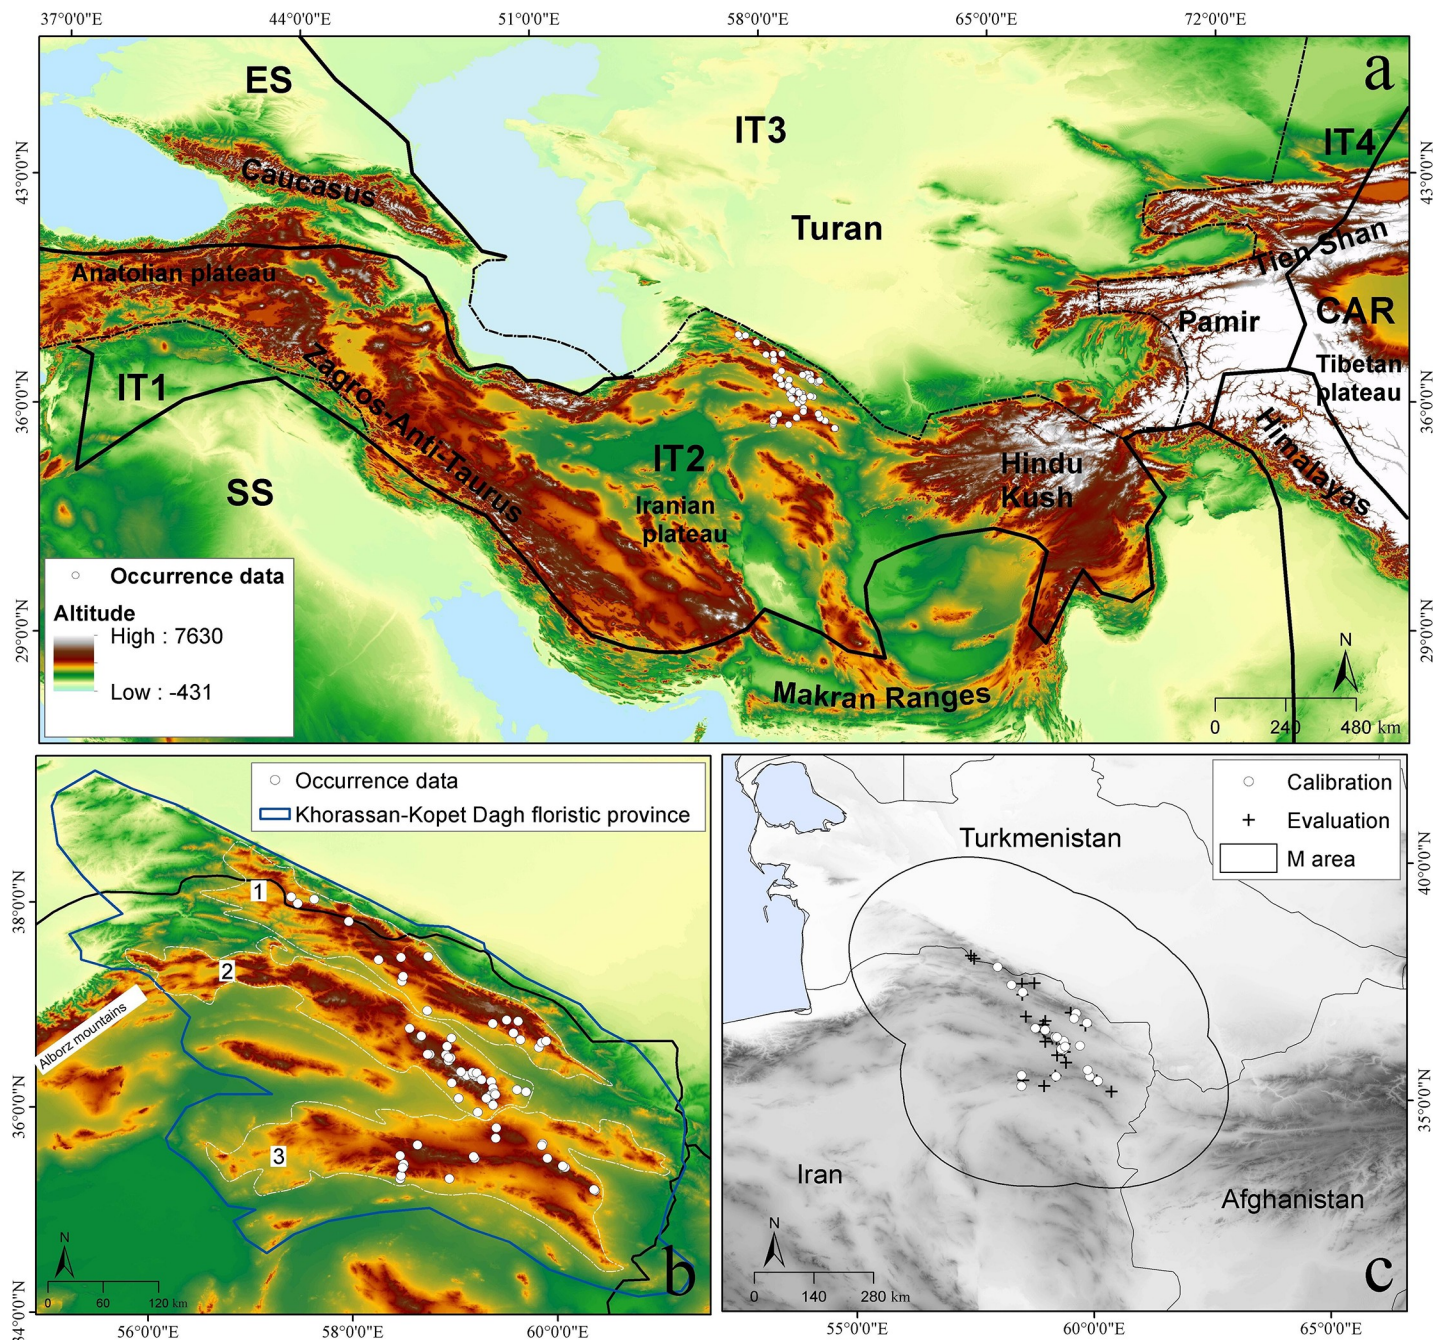 37°0'0"E 44°0'0"E 51°0'0"E 58°0'0"E 65°0'0"E 72°0'0"E
a
ES
IT3
IT4
43°0'0"N
43°0'0"N
Caucasus
Turan
Tien Shan
Anatolian plateau
CAR
Pamir
Zagros-Anti-Taurus
Tibetan
plateau
IT1
36°0'0"N
36°0'0"N
IT2
Himalayas
Hindu
Kush
SS
Iranian
plateau
Occurrence data
Altitude
High : 7630
Low : -431
29°0'0"N
29°0'0"N
Makran Ranges
N
0 240 480 km
Occurrence data
Khorassan-Kopet Dagh floristic province
38°0'0"N
1
2
Alborz mountains
36°0'0"N
3
N
0 60 120 km
b
34°0'0"N
56°0'0"E 58°0'0"E 60°0'0"E
Calibration
Evaluation
M area
Turkmenistan
40°0'0"N
35°0'0"N
Iran
Afghanistan
N
0 140 280 km
c
55°0'0"E 60°0'0"E 65°0'0"E